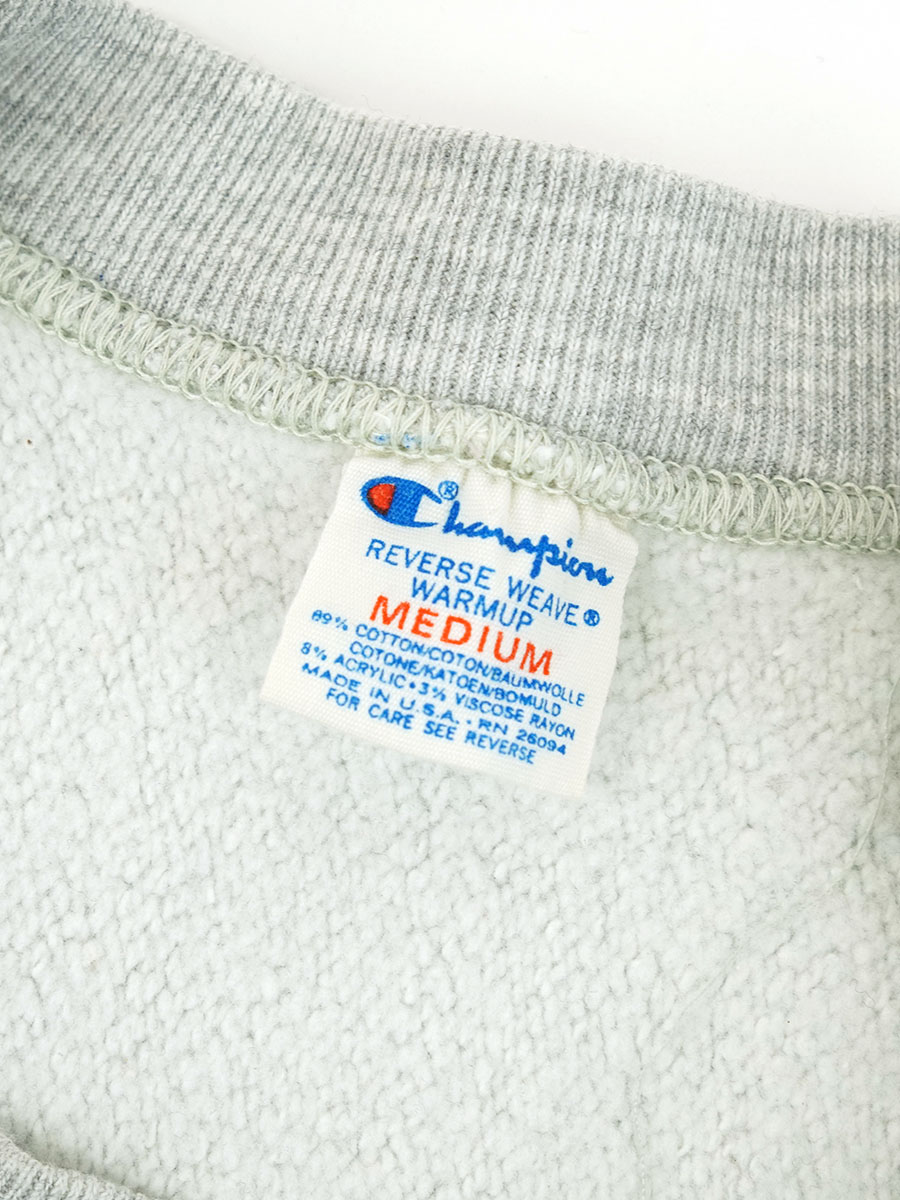 Champion®
REVERSE WEAVE®
WARMUP
MEDIUM
89% COTTON/COTON/BAUMWOLLE
COTONE/KATOEN/BOMULD
8% ACRYLIC • 3% VISCOSE RAYON
MADE IN U.S.A. • RN 26094
FOR CARE SEE REVERSE